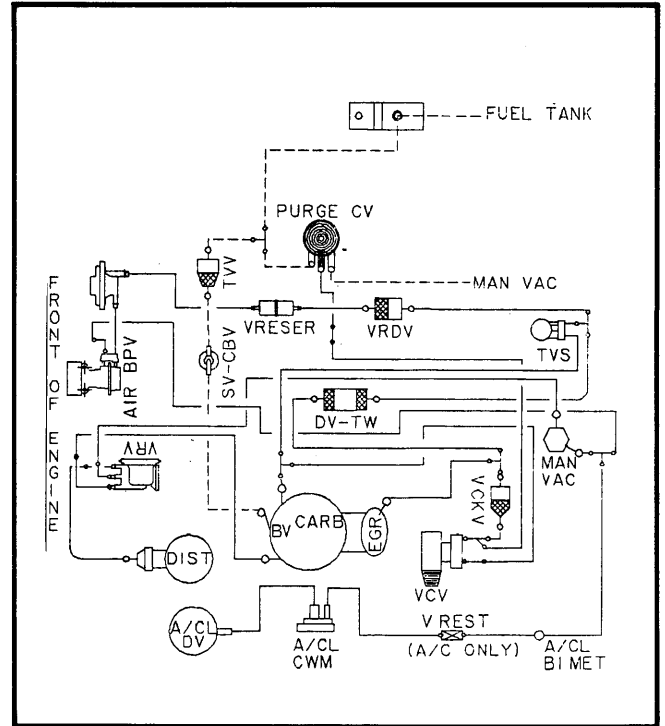 FUEL TANK
PURGE CV
TVV
MAN VAC
FRONT OF ENGINE
VRESER
VRDV
TVS
AIR BPV
SV-CBV
DV-TW
MAN
VAC
VRV
VCKV
BV
CARB
EGR
DIST
VCV
A/CL
DV
A/CL
CWM
V REST
(A/C ONLY)
A/CL
BIMET